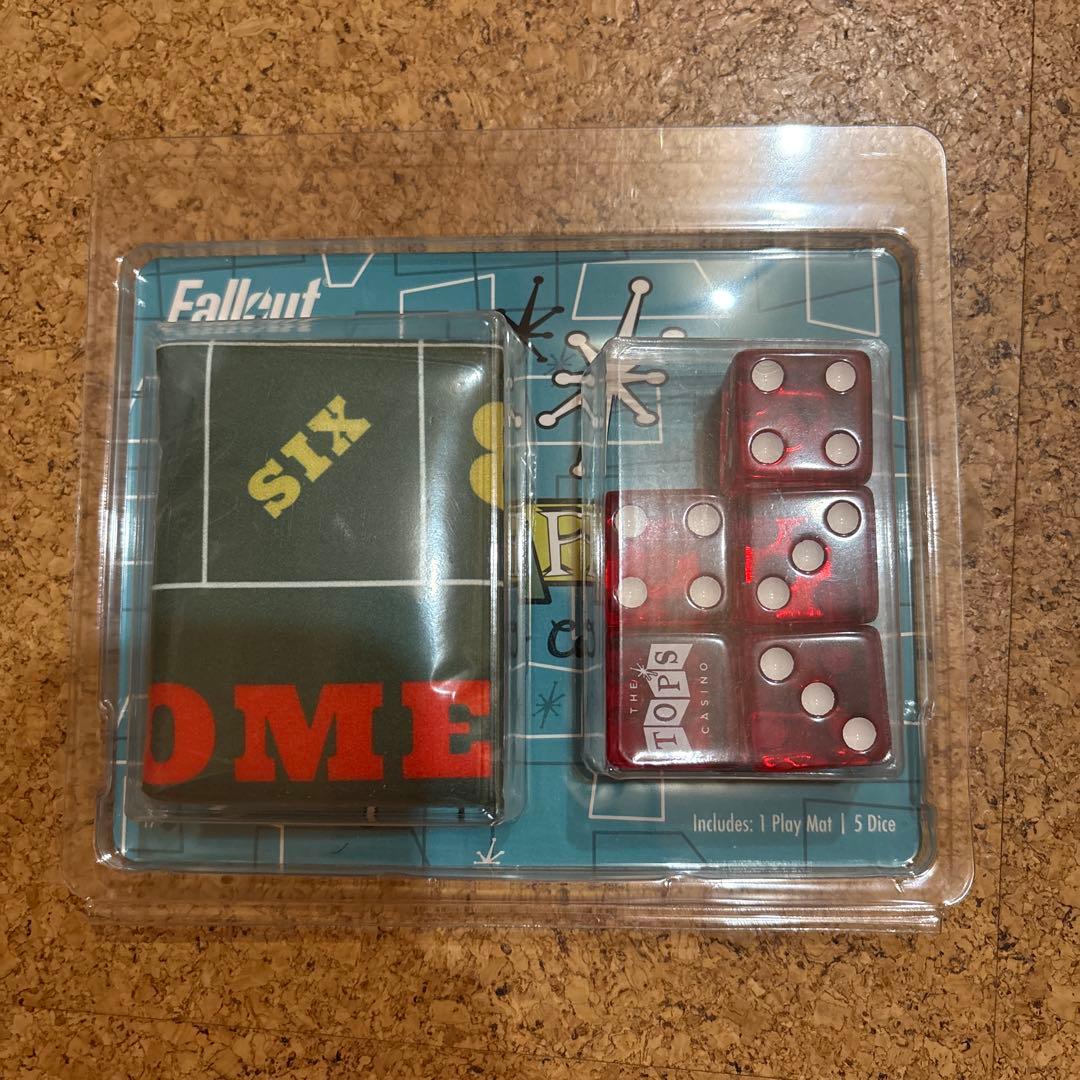 Fallout
SIX
OME
THE
TOPS
CASINO
Includes: 1 Play Mat | 5 Dice